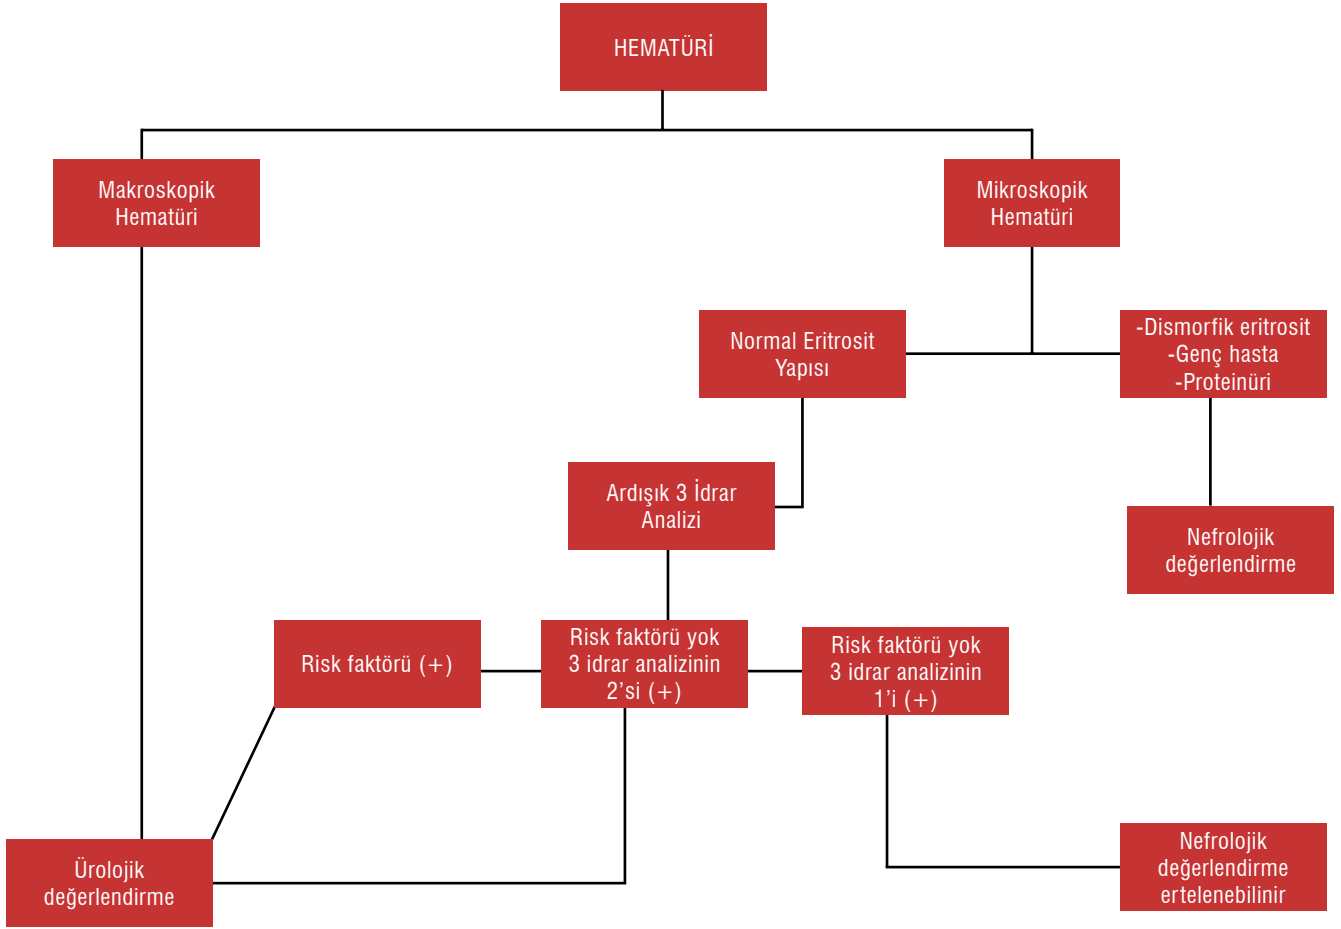 HEMATÜRİ
Makroskopik
Hematüri
Mikroskopik
Hematüri
Normal Eritrosit
Yapısı
-Dismorfik eritrosit
-Genç hasta
-Proteinüri
Ardışık 3 İdrar
Analizi
Nefrolojik
değerlendirme
Risk faktörü (+)
Risk faktörü yok
3 idrar analizinin
2’si (+)
Risk faktörü yok
3 idrar analizinin
1’i (+)
Ürolojik
değerlendirme
Nefrolojik
değerlendirme
ertelenebilinir